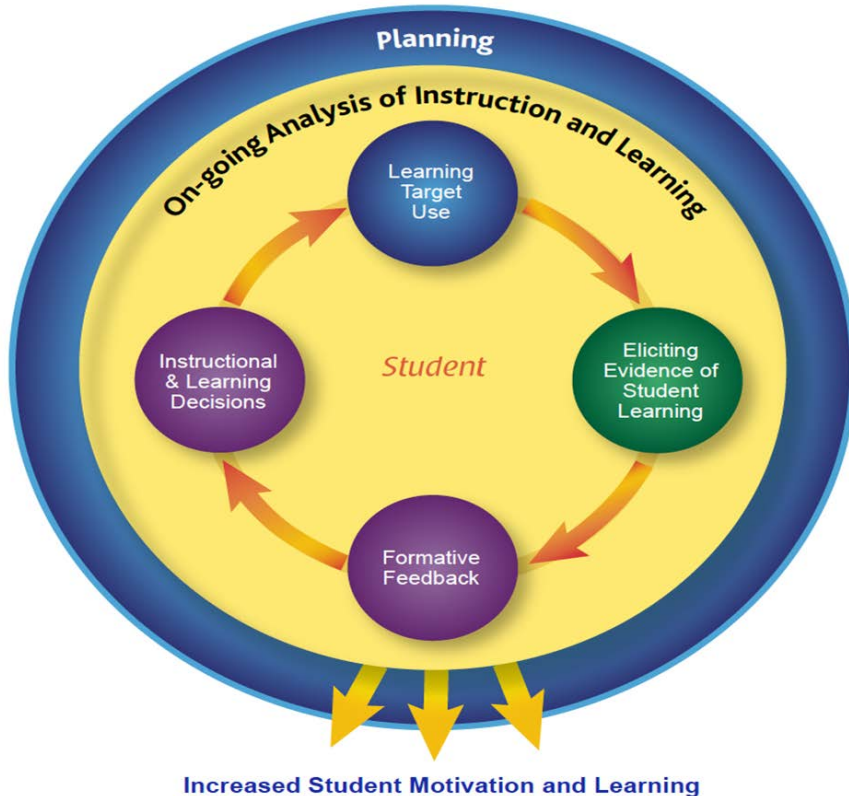 Planning
On-going Analysis of Instruction and Learning
Learning
Target
Use
Eliciting
Evidence of
Student
Learning
Student
Instructional
& Learning
Decisions
Formative
Feedback
Increased Student Motivation and Learning